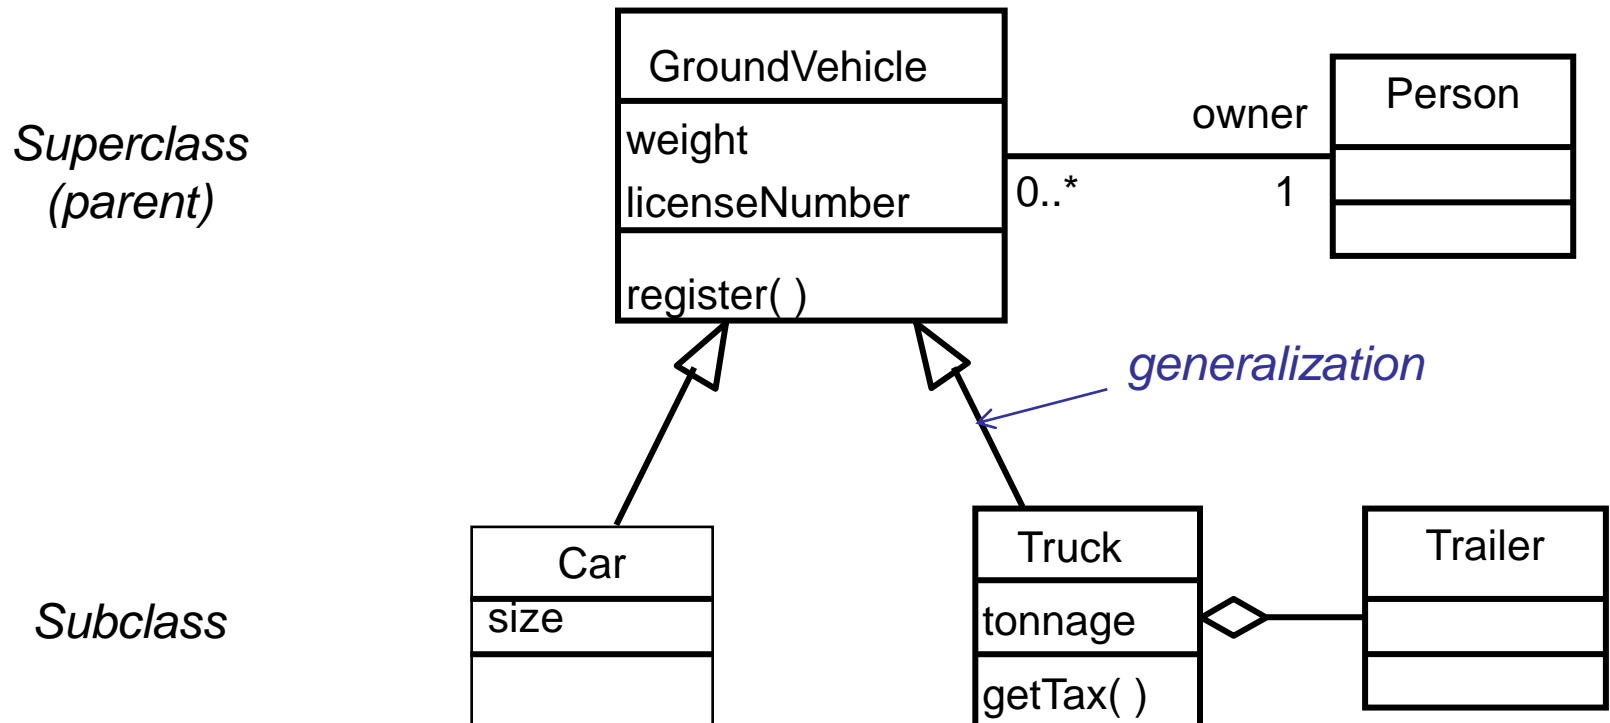 GroundVehicle
weight
licenseNumber
register( )
Superclass
(parent)
owner
0..*
1
Person
generalization
Subclass
Car
size
Truck
tonnage
getTax( )
Trailer